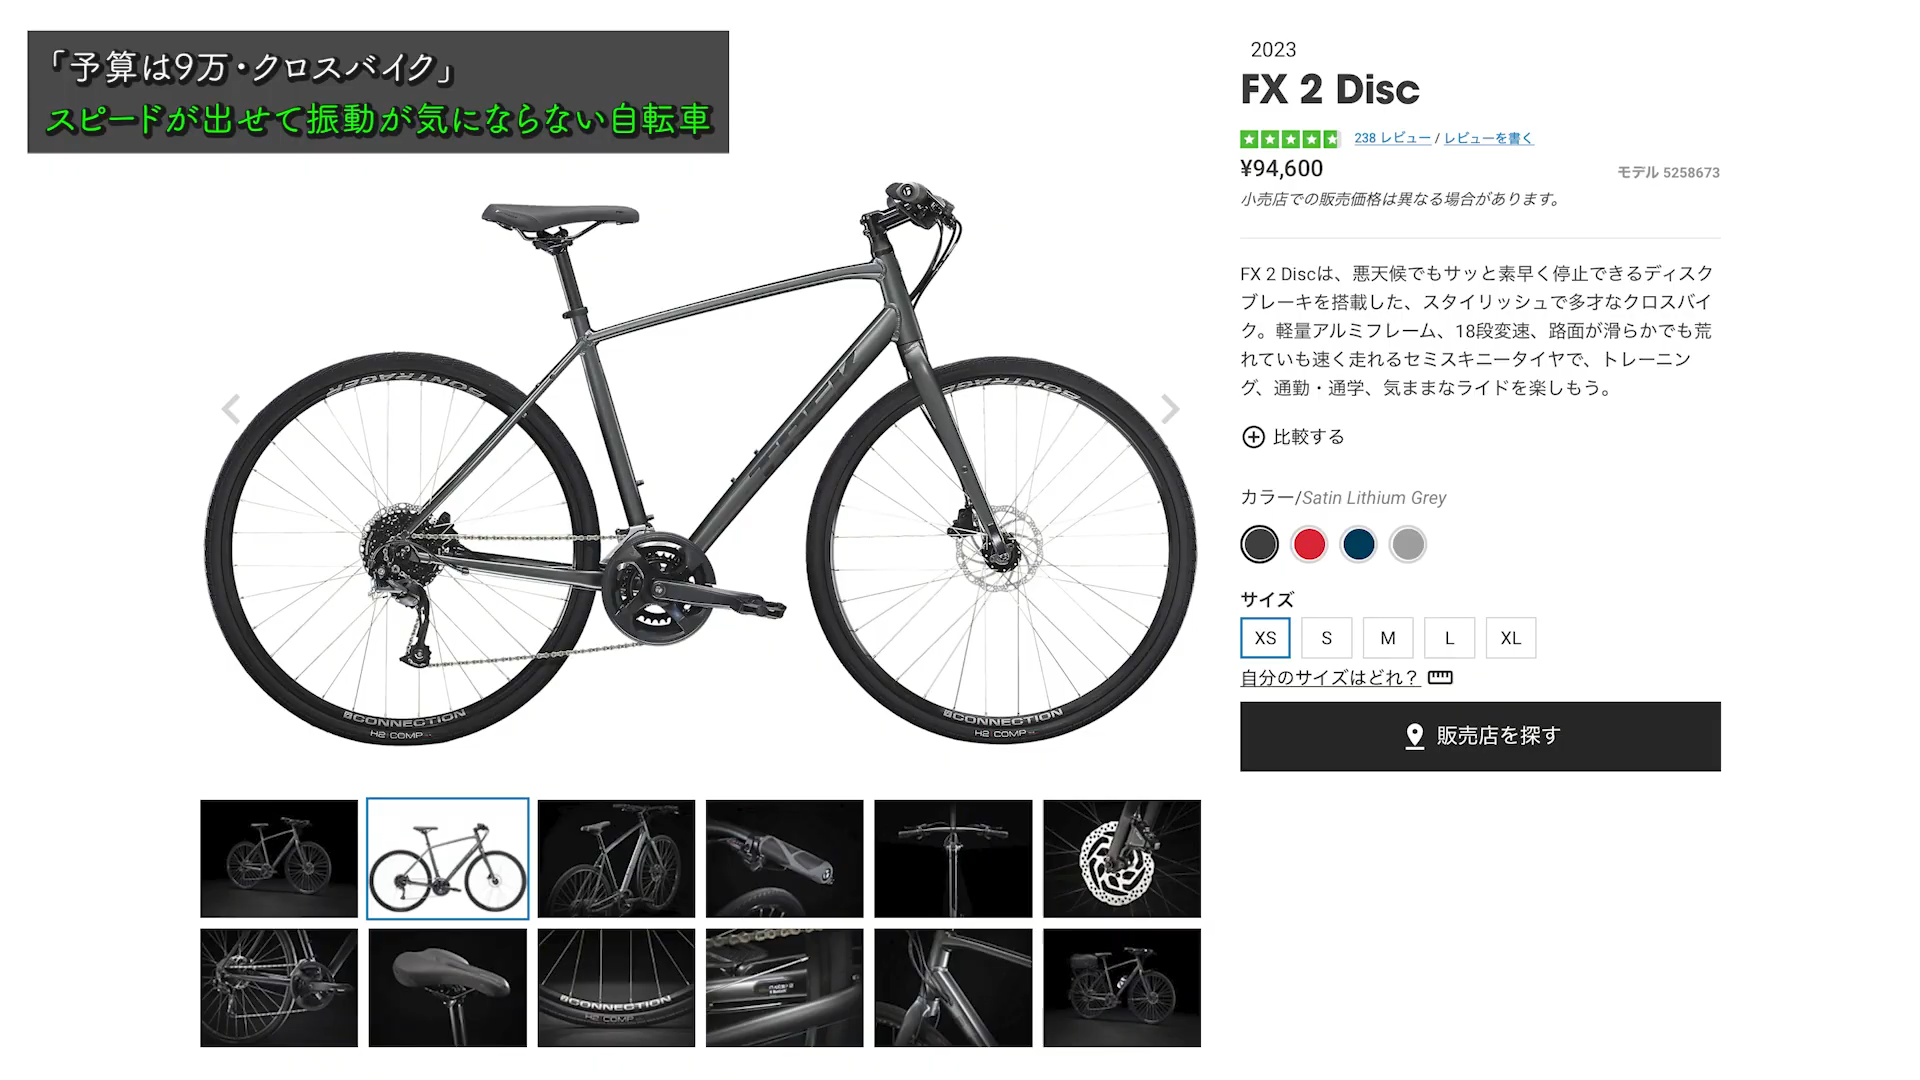 「予算は9万・クロスバイク」
スピードが出せて振動が気にならない自転車
2023
FX 2 Disc
238 レビュー / レビューを書く
¥94,600
モデル 5258673
小売店での販売価格は異なる場合があります。
FX 2 Discは、悪天候でもサッと素早く停止できるディスク
ブレーキを搭載した、スタイリッシュで多才なクロスバイ
ク。軽量アルミフレーム、18段変速、路面が滑らかでも荒
れていも速く走れるセミスキニータイヤで、トレーニン
グ、通勤・通学、気ままなライドを楽しもう。
比較する
カラー/Satin Lithium Grey
サイズ
XS S M L XL
自分のサイズはどれ？
販売店を探す
BONTRAGER
BONTRAGER
TREK
CONNECTION
H2 COMP
CONNECTION
H2 COMP
CONNECTION
H2 COMP